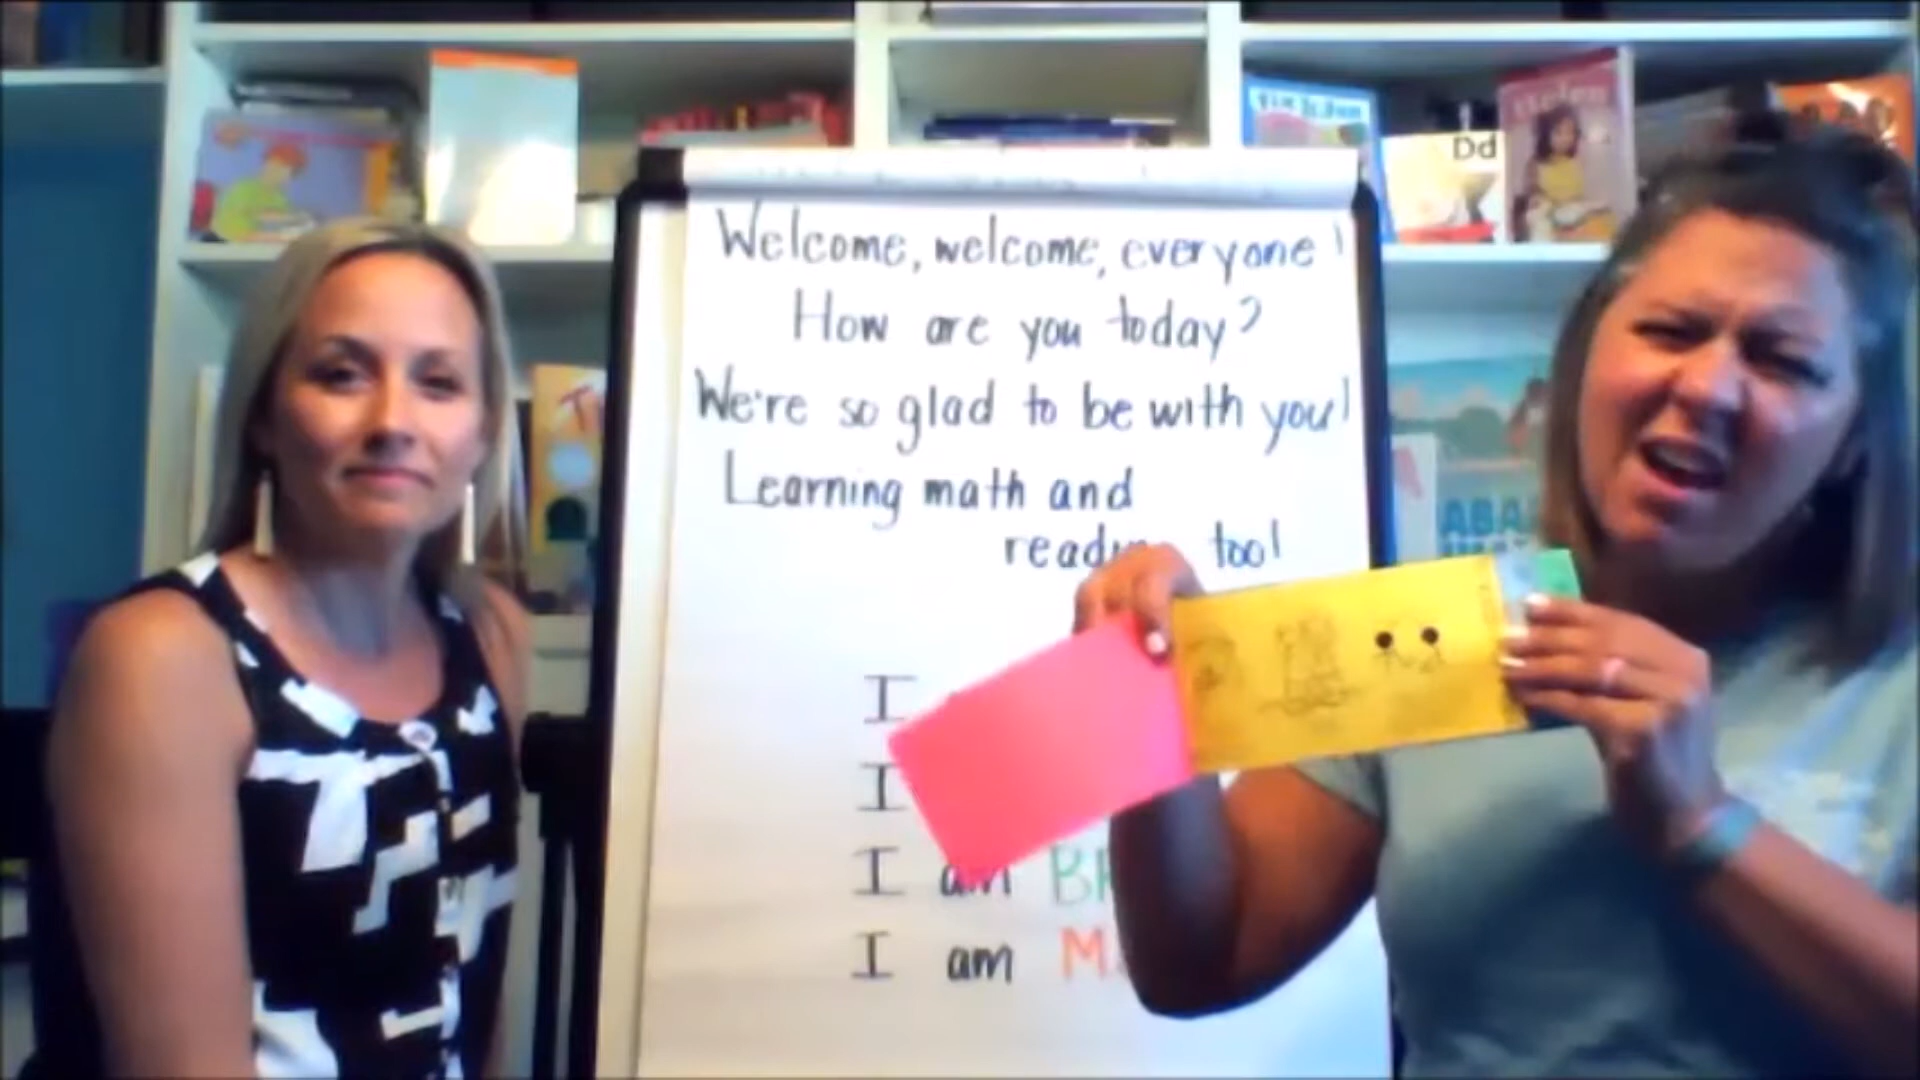 Welcome, welcome, everyone!
How are you today?
We're so glad to be with you!
Learning math and
too!
I
I
I am
I am
Dd
Helen